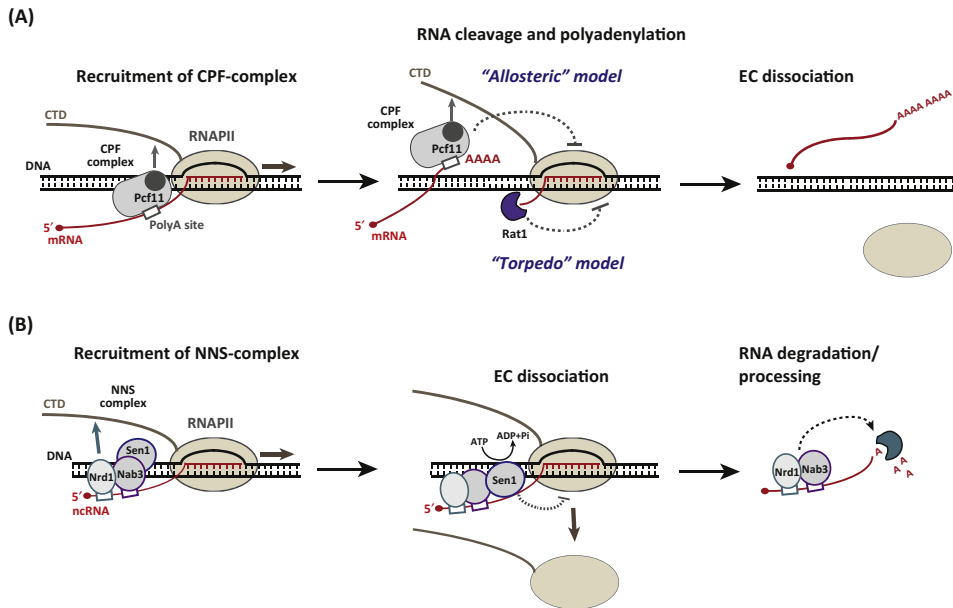 (A)
RNA cleavage and polyadenylation
Recruitment of CPF-complex
"Allosteric" model
EC dissociation
CTD
RNAPII
CPF
complex
DNA
Pcf11
PolyA site
5′
mRNA
CTD
CPF
complex
Pcf11
AAAA
Rat1
5′
mRNA
"Torpedo" model
AAAA AAAA
(B)
Recruitment of NNS-complex
EC dissociation
RNA degradation/
processing
CTD
NNS
complex
RNAPII
DNA
Sen1
Nab3
Nrd1
5′
ncRNA
ATP
ADP+Pi
Sen1
5′
Nrd1
Nab3
A
A
A
A